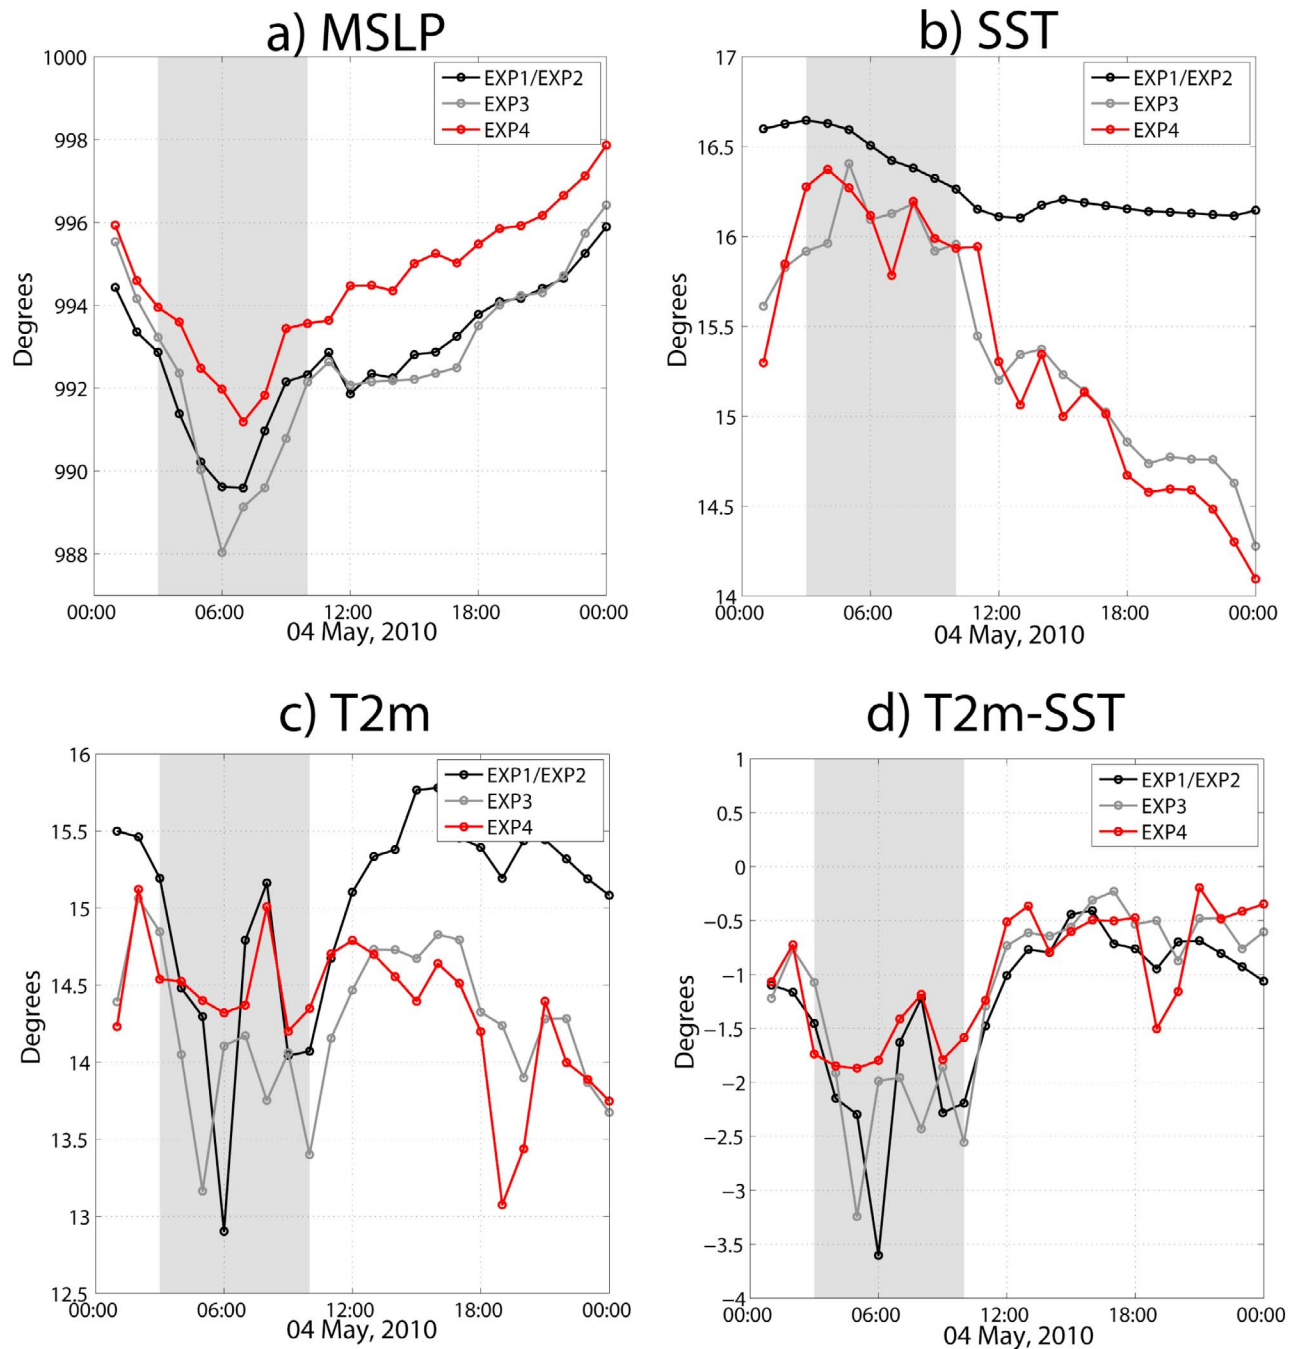 a) MSLP
1000
998
996
994
992
990
988
Degrees
EXP1/EXP2
EXP3
EXP4
00:00 06:00 12:00 18:00 00:00
04 May, 2010
b) SST
17
16.5
16
15.5
15
14.5
14
Degrees
EXP1/EXP2
EXP3
EXP4
00:00 06:00 12:00 18:00 00:00
04 May, 2010
c) T2m
16
15.5
15
14.5
14
13.5
13
12.5
Degrees
EXP1/EXP2
EXP3
EXP4
00:00 06:00 12:00 18:00 00:00
04 May, 2010
d) T2m-SST
1
0.5
0
−0.5
−1
−1.5
−2
−2.5
−3
−3.5
−4
Degrees
EXP1/EXP2
EXP3
EXP4
00:00 06:00 12:00 18:00 00:00
04 May, 2010